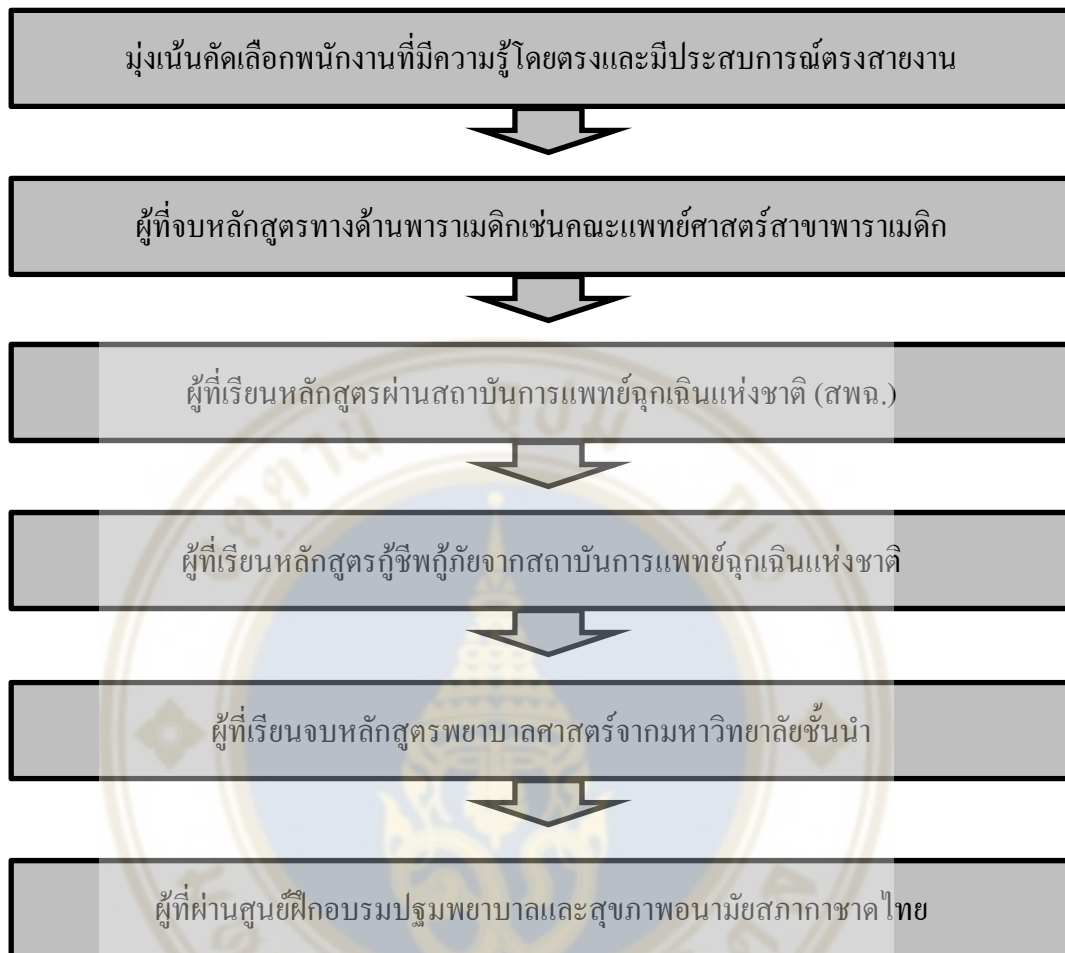 มุ่งเน้นคัดเลือกพนักงานที่มีความรู้โดยตรงและมีประสบการณ์ตรงสายงาน
ผู้ที่จบหลักสูตรทางด้านพาราเมดิกเช่นคณะแพทย์ศาสตร์สาขาพาราเมดิก
ผู้ที่เรียนหลักสูตรผ่านสถาบันการแพทย์ฉุกเฉินแห่งชาติ (สพฉ.)
ผู้ที่เรียนหลักสูตรกู้ชีพกู้ภัยจากสถาบันการแพทย์ฉุกเฉินแห่งชาติ
ผู้ที่เรียนจบหลักสูตรพยาบาลศาสตร์จากมหาวิทยาลัยชั้นนำ
ผู้ที่ผ่านศูนย์ฝึกอบรมปฐมพยาบาลและสุขภาพอนามัยสภากาชาดไทย